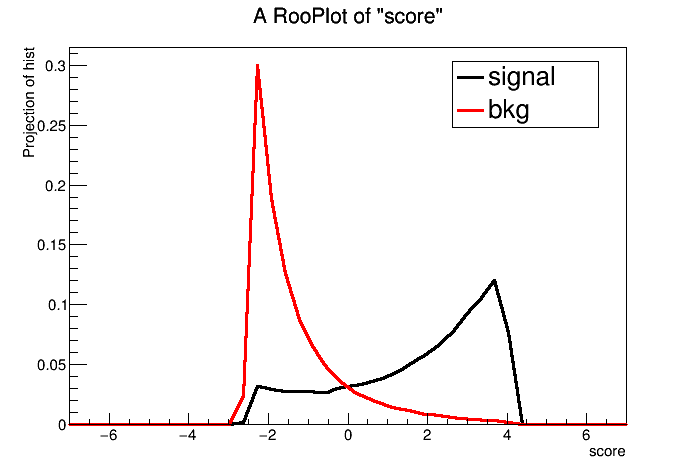 A RooPlot of "score"
Projection of hist
signal
bkg
0.3
0.25
0.2
0.15
0.1
0.05
0
−6 −4 −2 0 2 4 6
score